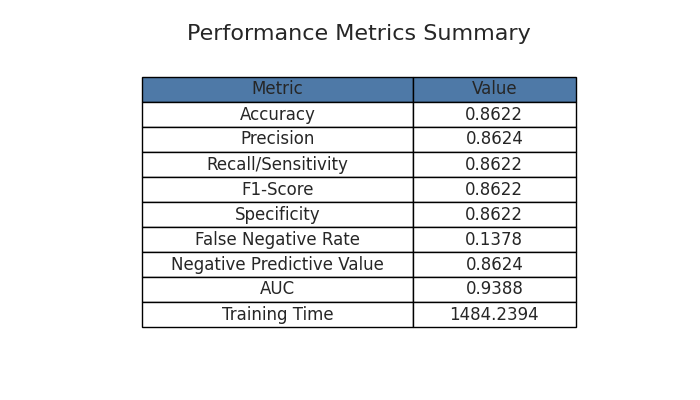 Performance Metrics Summary
Metric Value
Accuracy 0.8622
Precision 0.8624
Recall/Sensitivity 0.8622
F1-Score 0.8622
Specificity 0.8622
False Negative Rate 0.1378
Negative Predictive Value 0.8624
AUC 0.9388
Training Time 1484.2394